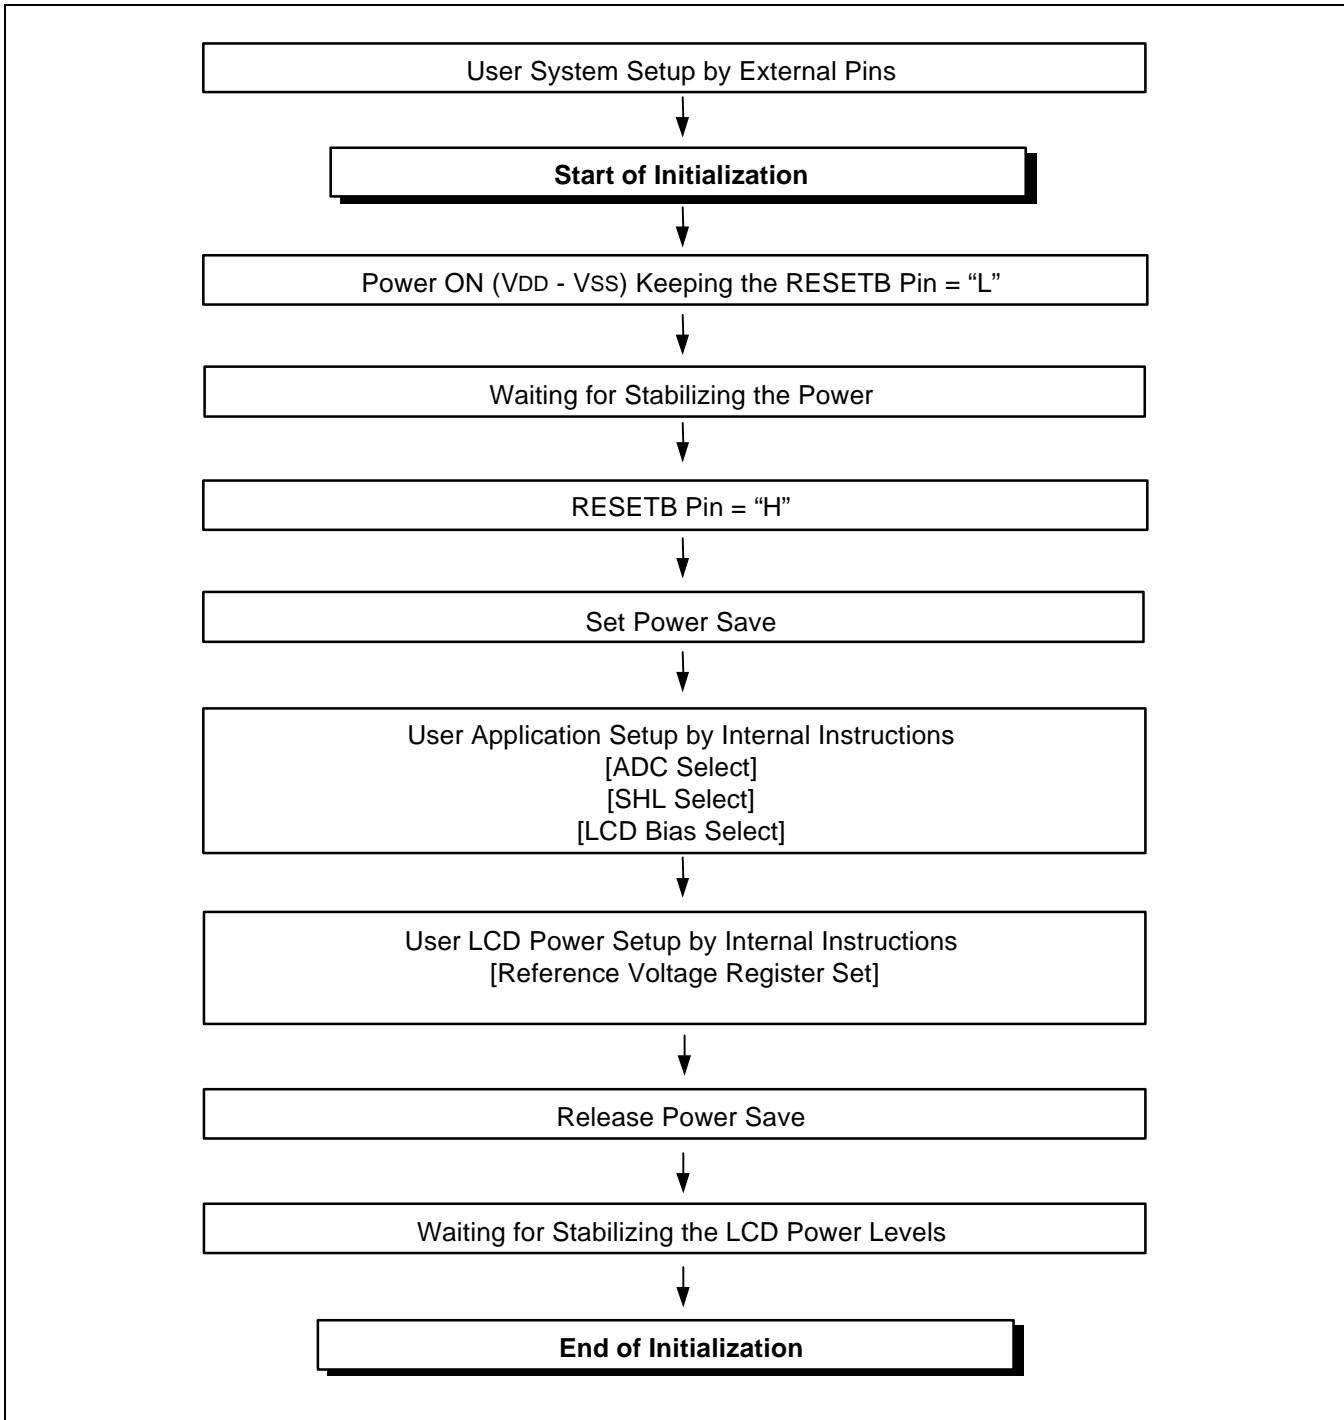 User System Setup by External Pins
Start of Initialization
Power ON (VDD - VSS) Keeping the RESETB Pin = “L”
Waiting for Stabilizing the Power
RESETB Pin = “H”
Set Power Save
User Application Setup by Internal Instructions
[ADC Select]
[SHL Select]
[LCD Bias Select]
User LCD Power Setup by Internal Instructions
[Reference Voltage Register Set]
Release Power Save
Waiting for Stabilizing the LCD Power Levels
End of Initialization